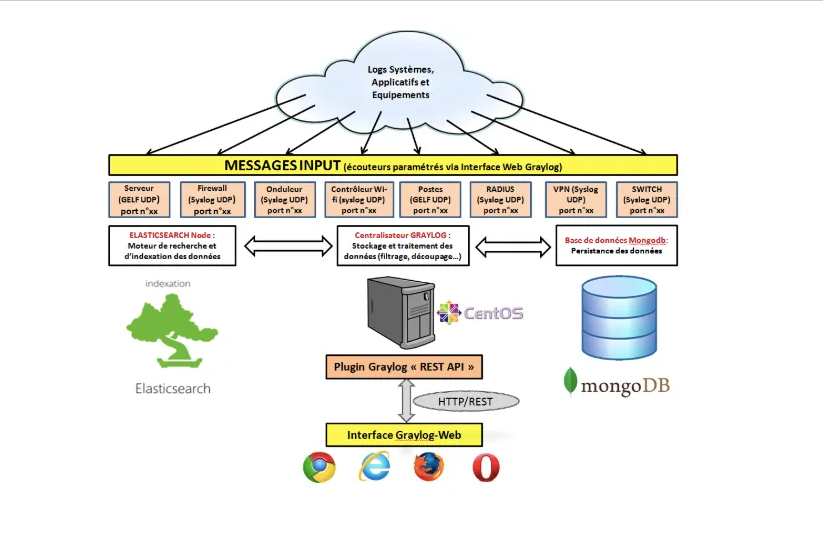 Logs Systèmes,
Applicatifs et
Equipements
MESSAGES INPUT (écouteurs paramétrés via Interface Web Graylog)
Serveur
(GELF UDP)
port n°xx
Firewall
(Syslog UDP)
port n°xx
Onduleur
(Syslog UDP)
port n°xx
Contrôleur Wi-
fi (syslog UDP)
port n°xx
Postes
(GELF UDP)
port n°xx
RADIUS
(Syslog UDP)
port n°xx
VPN (Syslog
UDP)
port n°xx
SWITCH
(Syslog UDP)
port n°xx
ELASTICSEARCH Node :
Moteur de recherche et
d'indexation des données
Centralisateur GRAYLOG :
Stockage et traitement des
données (filtrage, découpage...)
Base de données Mongodb:
Persistance des données
indexation
Elasticsearch
CentOS
mongoDB
Plugin Graylog « REST API »
HTTP/REST
Interface Graylog-Web